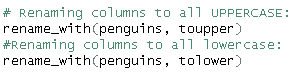 # Renaming columns to all UPPERCASE:
rename_with(penguins, toupper)
#Renaming columns to all lowercase:
rename_with(penguins, tolower)